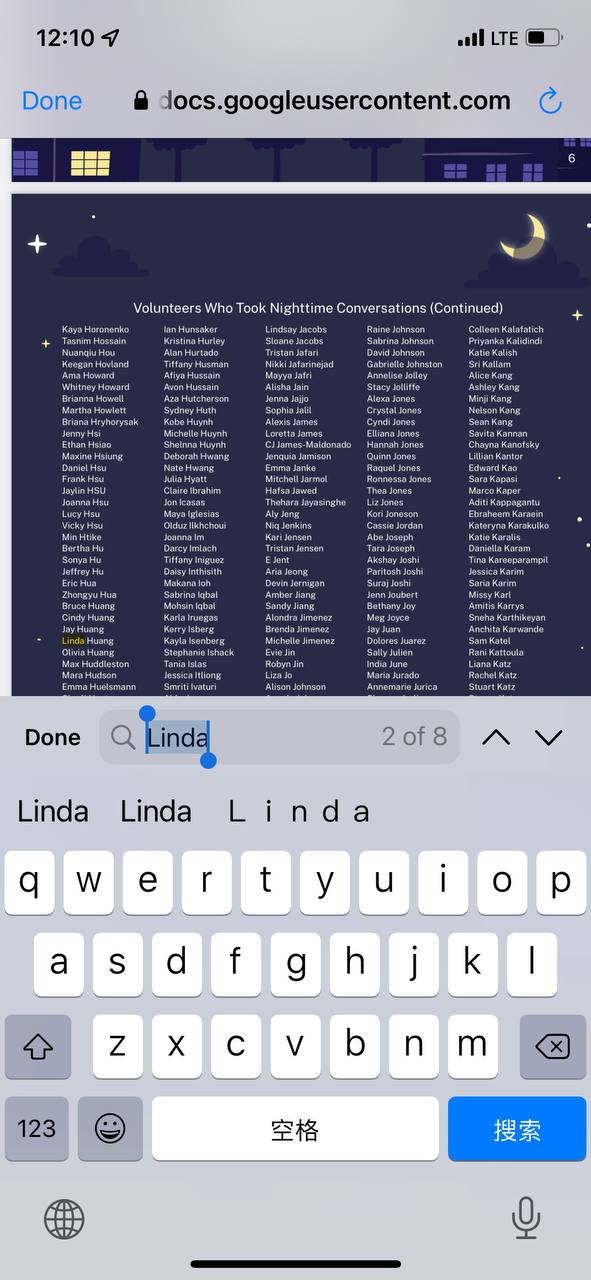 12:10
LTE
Done
docs.googleusercontent.com
6
Volunteers Who Took Nighttime Conversations (Continued)
Kaya Horonenko Ian Hunsaker Lindsay Jacobs Raine Johnson Colleen Kalafatich
Tasnim Hossain Kristina Hurley Sloane Jacobs Sabrina Johnson Priyanka Kalidindi
Nuanqiu Hou Alan Hurtado Tristan Jafari David Johnson Katie Kalish
Keegan Hovland Tiffany Husman Nikki Jafarinejad Gabrielle Johnston Sri Kallam
Ama Howard Afiya Hussain Mayya Jafri Annelise Jolley Alice Kang
Whitney Howard Avon Hussain Alisha Jain Stacy Jolliffe Ashley Kang
Brianna Howell Aza Hutcherson Jenna Jajjo Alexa Jones Minji Kang
Martha Howlett Sydney Huth Sophia Jalil Crystal Jones Nelson Kang
Briana Hryhorysak Kobe Huynh Alexis James Cyndi Jones Sean Kang
Jenny Hsi Michelle Huynh Loretta James Elliana Jones Savita Kannan
Ethan Hsiao Shelnna Huynh CJ James-Maldonado Hannah Jones Chayna Kanofsky
Maxine Hsiung Deborah Hwang Jenquia Jamison Quinn Jones Lillian Kantor
Daniel Hsu Nate Hwang Emma Janke Raquel Jones Edward Kao
Frank Hsu Julia Hyatt Mitchell Jarmol Ronnessa Jones Sara Kapasi
Jaylin HSU Claire Ibrahim Hafsa Jawed Thea Jones Marco Kaper
Joanna Hsu Jon Icasas Thehara Jayasinghe Liz Jones Aditi Kappagantu
Lucy Hsu Maya Iglesias Aly Jeng Kori Joneson Ebraheem Karaein
Vicky Hsu Olduz Ilkhchoui Niq Jenkins Cassie Jordan Kateryna Karakulko
Min Htike Joanna Im Kari Jensen Abe Joseph Katie Karalis
Bertha Hu Darcy Imlach Tristan Jensen Tara Joseph Daniella Karam
Sonya Hu Tiffany Iniguez E Jent Akshay Joshi Tina Kareeparampil
Jeffrey Hu Daisy Inthisith Aria Jeong Paritosh Joshi Jessica Karim
Eric Hua Makana Ioh Devin Jernigan Suraj Joshi Saria Karim
Zhongyu Hua Sabrina Iqbal Amber Jiang Jenn Joubert Missy Karl
Bruce Huang Mohsin Iqbal Sandy Jiang Bethany Joy Amitis Karrys
Cindy Huang Karla Iruegas Alondra Jimenez Meg Joyce Sneha Karthikeyan
Jay Huang Kerry Isberg Brenda Jimenez Jay Juan Anchita Karwande
Linda Huang Kayla Isenberg Michelle Jimenez Dolores Juarez Sam Katel
Olivia Huang Stephanie Ishack Evie Jin Sally Julien Rani Kattoula
Max Huddleston Tania Islas Robyn Jin India June Liana Katz
Mara Hudson Jessica Itliong Liza Jo Maria Jurado Rachel Katz
Emma Huelsmann Smriti Ivaturi Alison Johnson Annemarie Jurica Stuart Katz
Done
Linda
2 of 8
Linda Linda Ｌｉｎｄａ
q w e r t y u i o p
a s d f g h j k l
z x c v b n m
123 空格 搜索